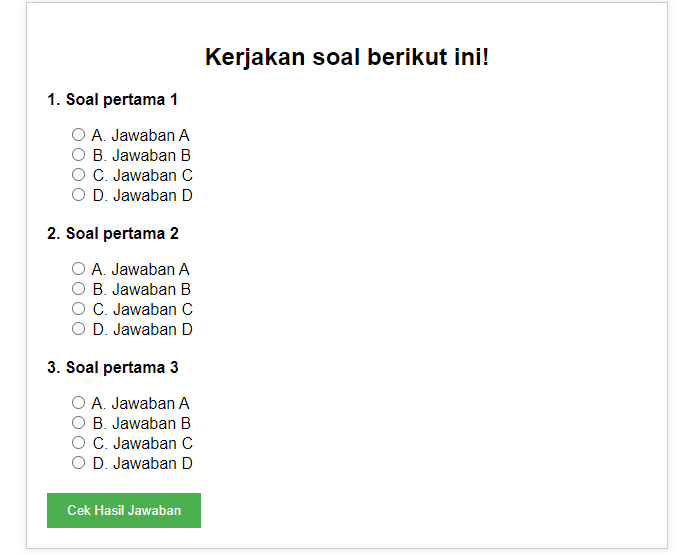 Kerjakan soal berikut ini!
1. Soal pertama 1
A. Jawaban A
B. Jawaban B
C. Jawaban C
D. Jawaban D
2. Soal pertama 2
A. Jawaban A
B. Jawaban B
C. Jawaban C
D. Jawaban D
3. Soal pertama 3
A. Jawaban A
B. Jawaban B
C. Jawaban C
D. Jawaban D
Cek Hasil Jawaban